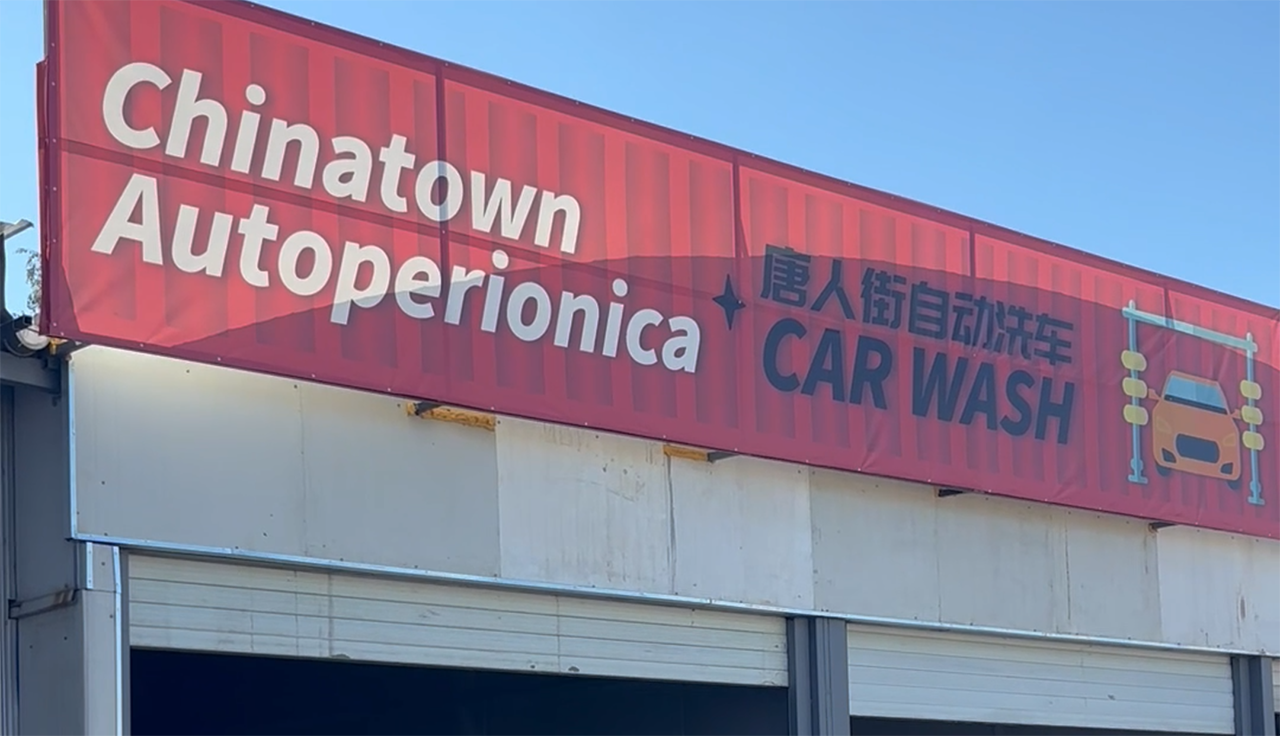 Chinatown
Autoperionica
唐人街自动洗车
CAR WASH